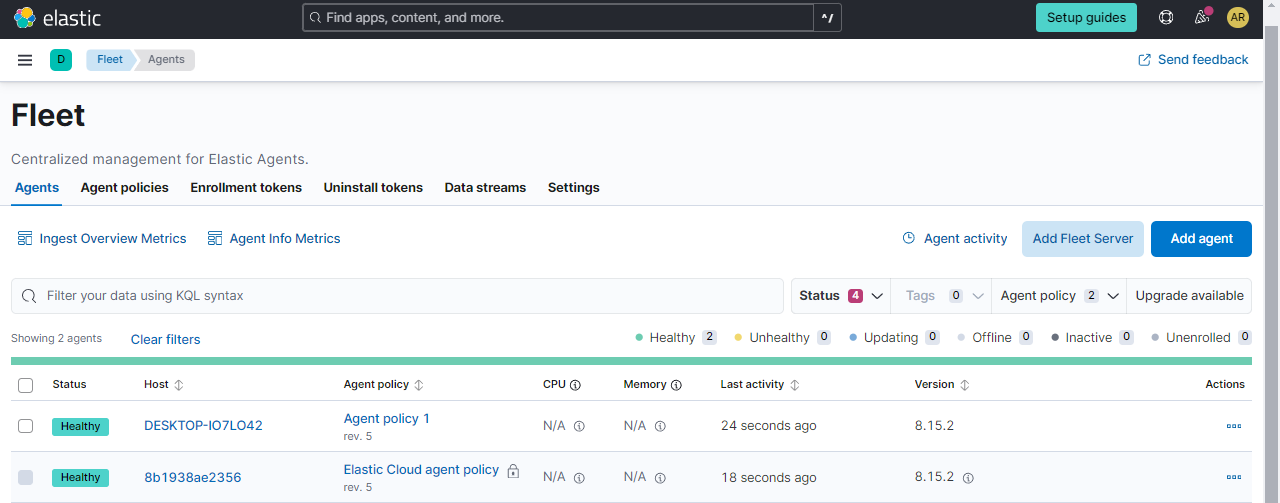 elastic Find apps, content, and more. ^/ Setup guides AR
D Fleet Agents Send feedback
Fleet
Centralized management for Elastic Agents.
Agents Agent policies Enrollment tokens Uninstall tokens Data streams Settings
Ingest Overview Metrics Agent Info Metrics Agent activity Add Fleet Server Add agent
Filter your data using KQL syntax Status 4 Tags 0 Agent policy 2 Upgrade available
Showing 2 agents Clear filters Healthy 2 Unhealthy 0 Updating 0 Offline 0 Inactive 0 Unenrolled 0
Status Host Agent policy CPU Memory Last activity Version Actions
Healthy DESKTOP-IO7LO42 Agent policy 1 N/A N/A 24 seconds ago 8.15.2
rev. 5
Healthy 8b1938ae2356 Elastic Cloud agent policy N/A N/A 18 seconds ago 8.15.2
rev. 5